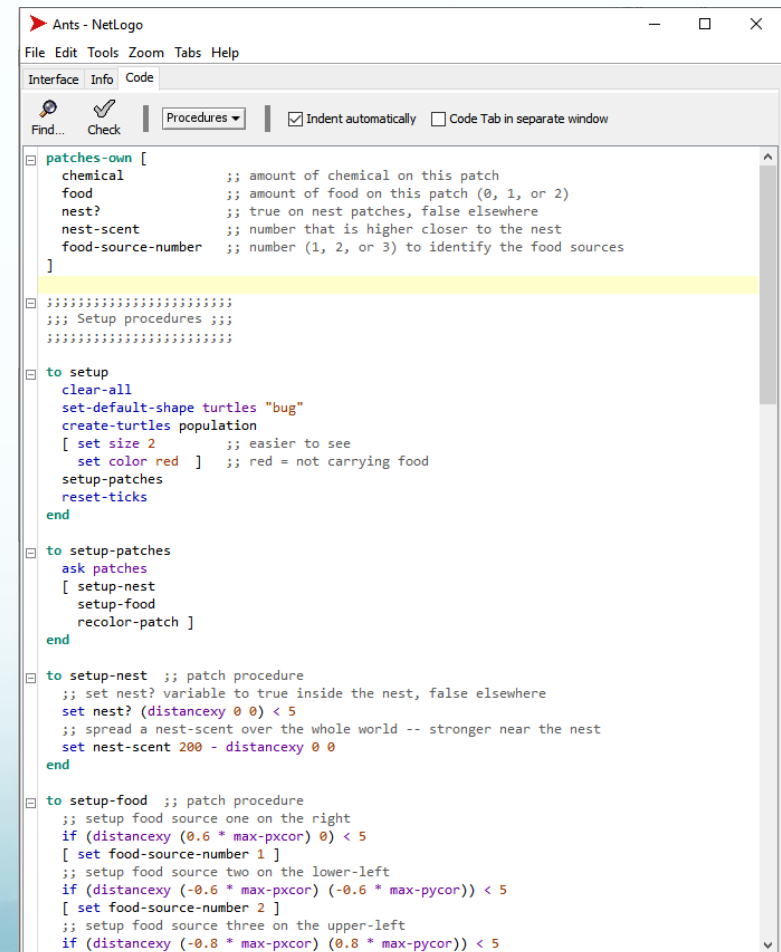 Ants - NetLogo
File Edit Tools Zoom Tabs Help
Interface Info Code
Find... Check Procedures Indent automatically Code Tab in separate window
patches-own [
  chemical             ;; amount of chemical on this patch
  food                 ;; amount of food on this patch (0, 1, or 2)
  nest?                ;; true on nest patches, false elsewhere
  nest-scent           ;; number that is higher closer to the nest
  food-source-number   ;; number (1, 2, or 3) to identify the food sources
]
;;;;;;;;;;;;;;;;;;;;;;;;
;;; Setup procedures ;;;
;;;;;;;;;;;;;;;;;;;;;;;;
to setup
  clear-all
  set-default-shape turtles "bug"
  create-turtles population
  [ set size 2         ;; easier to see
    set color red  ]   ;; red = not carrying food
  setup-patches
  reset-ticks
end
to setup-patches
  ask patches
  [ setup-nest
    setup-food
    recolor-patch ]
end
to setup-nest  ;; patch procedure
  ;; set nest? variable to true inside the nest, false elsewhere
  set nest? (distancexy 0 0) < 5
  ;; spread a nest-scent over the whole world -- stronger near the nest
  set nest-scent 200 - distancexy 0 0
end
to setup-food  ;; patch procedure
  ;; setup food source one on the right
  if (distancexy (0.6 * max-pxcor) 0) < 5
  [ set food-source-number 1 ]
  ;; setup food source two on the lower-left
  if (distancexy (-0.6 * max-pxcor) (-0.6 * max-pycor)) < 5
  [ set food-source-number 2 ]
  ;; setup food source three on the upper-left
  if (distancexy (-0.8 * max-pxcor) (0.8 * max-pycor)) < 5